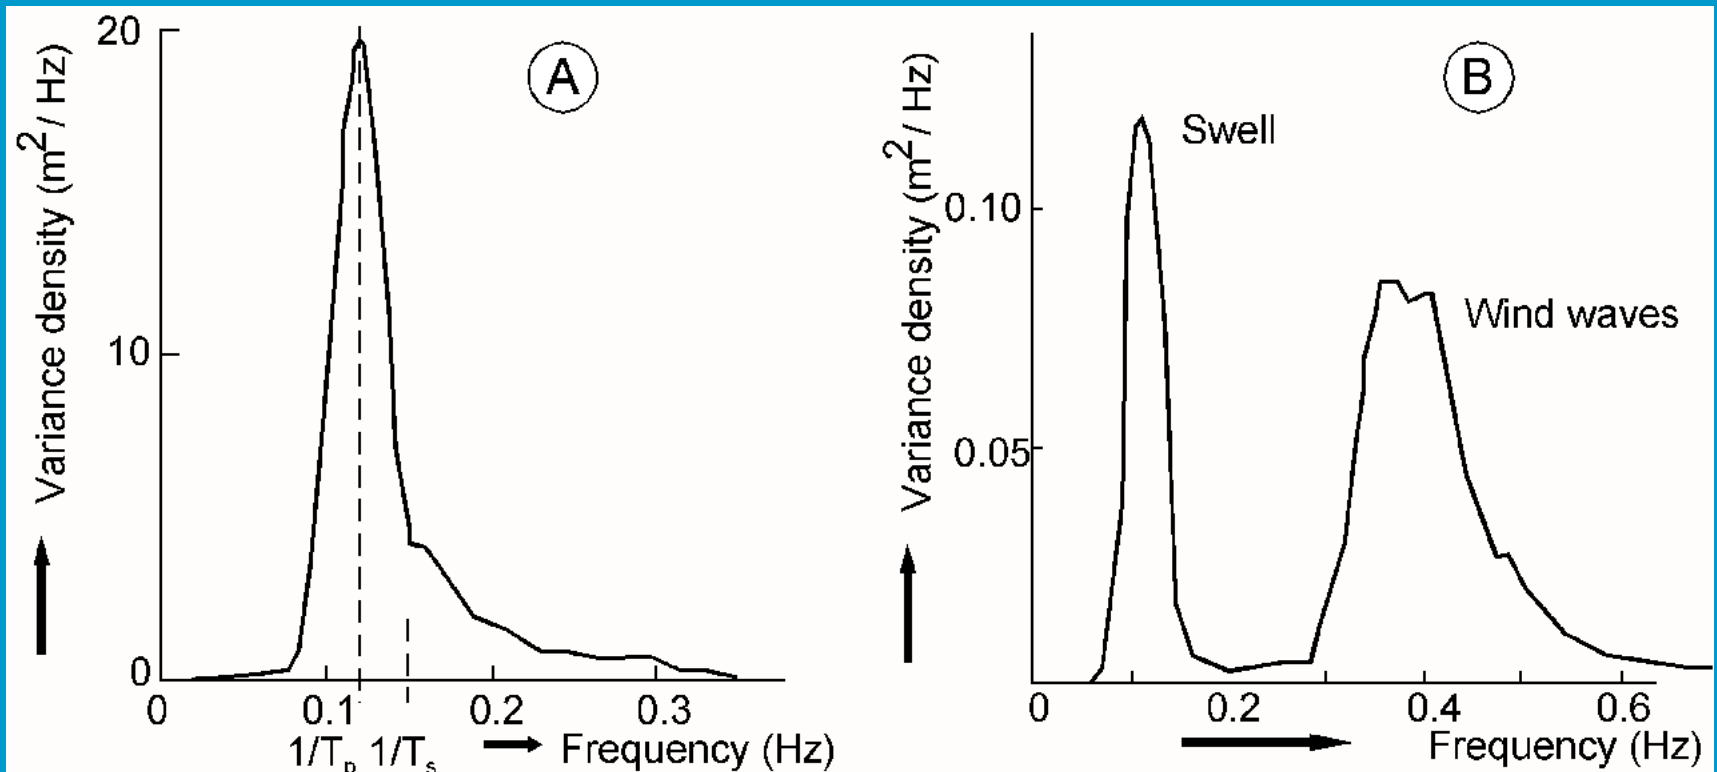 A
Variance density (m²/ Hz)
20
10
0
0 0.1 0.2 0.3
1/Tₚ 1/Tₛ Frequency (Hz)
B
Variance density (m²/ Hz)
Swell
0.10
Wind waves
0.05
0 0.2 0.4 0.6
Frequency (Hz)